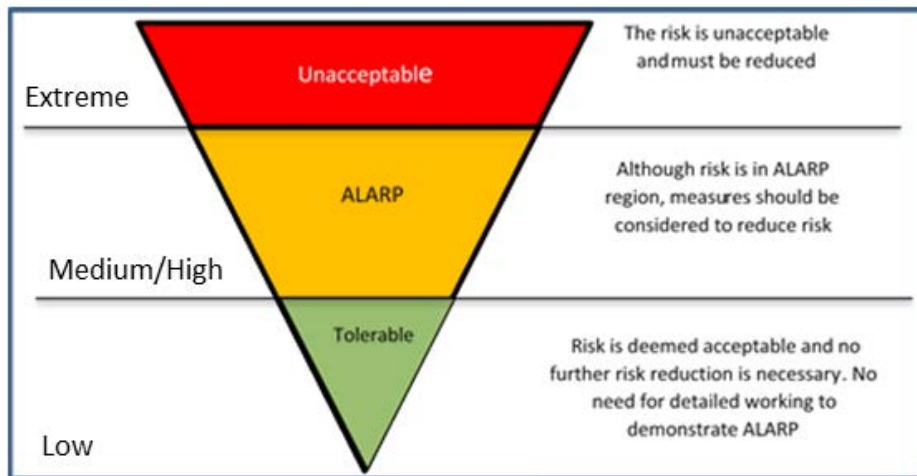 Unacceptable
The risk is unacceptable
and must be reduced
Extreme
ALARP
Although risk is in ALARP
region, measures should be
considered to reduce risk
Medium/High
Tolerable
Risk is deemed acceptable and no
further risk reduction is necessary. No
need for detailed working to
demonstrate ALARP
Low